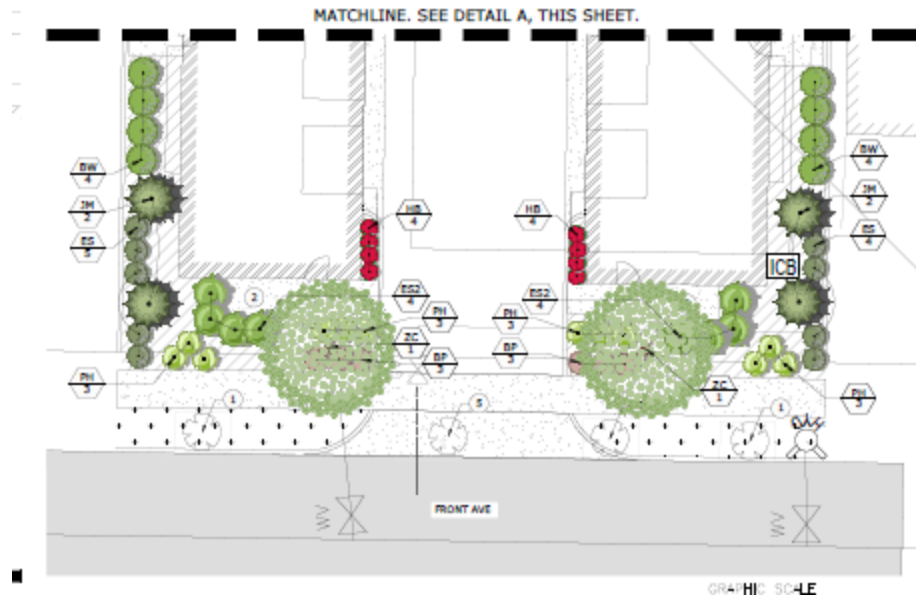 MATCHLINE. SEE DETAIL A, THIS SHEET.
BW
4
BW
4
JM
2
JM
2
HB
4
HB
4
ES
5
ES
4
ICB
2
ES2
4
ES2
4
PH
3
PH
3
ZC
1
BP
3
BP
3
PH
3
ZC
1
PH
3
1
5
1
FRONT AVE
WV
WV
GRAPHIC SCALE